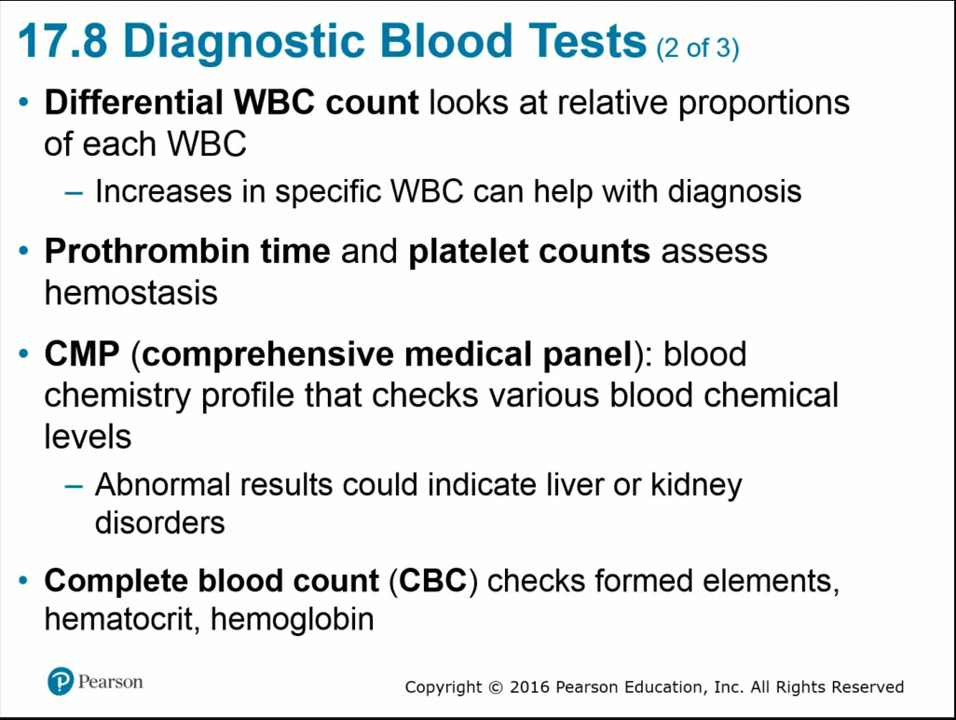 17.8 Diagnostic Blood Tests (2 of 3)
• Differential WBC count looks at relative proportions
of each WBC
– Increases in specific WBC can help with diagnosis
• Prothrombin time and platelet counts assess
hemostasis
• CMP (comprehensive medical panel): blood
chemistry profile that checks various blood chemical
levels
– Abnormal results could indicate liver or kidney
disorders
• Complete blood count (CBC) checks formed elements,
hematocrit, hemoglobin
P Pearson
Copyright © 2016 Pearson Education, Inc. All Rights Reserved